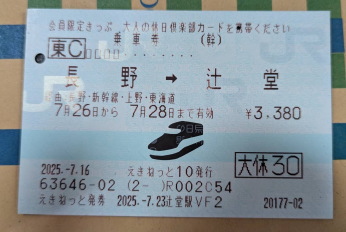 会員限定きっぷ 大人の休日倶楽部カードを携帯ください
東C 乗車券 (幹)
長野 → 辻堂
経由:長野・新幹線・上野・東海道
7月26日から 7月28日まで有効 ¥3,380
2025.-7.16 えきねっと10発行 大休30
63646-02 (2- )R002C54
えきねっと発券 2025.-7.23辻堂駅VF2 20177-02